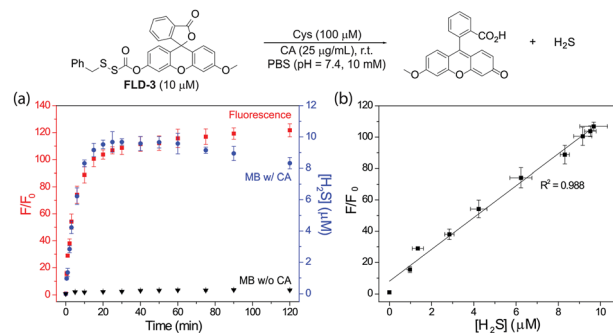 O
O
CO₂H
Cys (100 μM)
CA (25 μg/mL), r.t.
PBS (pH = 7.4, 10 mM)
+ H₂S
Ph
S
S
O
O
O
OMe
O
O
O
FLD-3 (10 μM)
(a)
140
120
100
80
60
40
20
0
F/F₀
Fluorescence
MB w/ CA
MB w/o CA
12
10
8
6
4
2
0
[H₂S] (μM)
0 20 40 60 80 100 120
Time (min)
(b)
120
100
80
60
40
20
0
F/F₀
R² = 0.988
0 2 4 6 8 10
[H₂S] (μM)